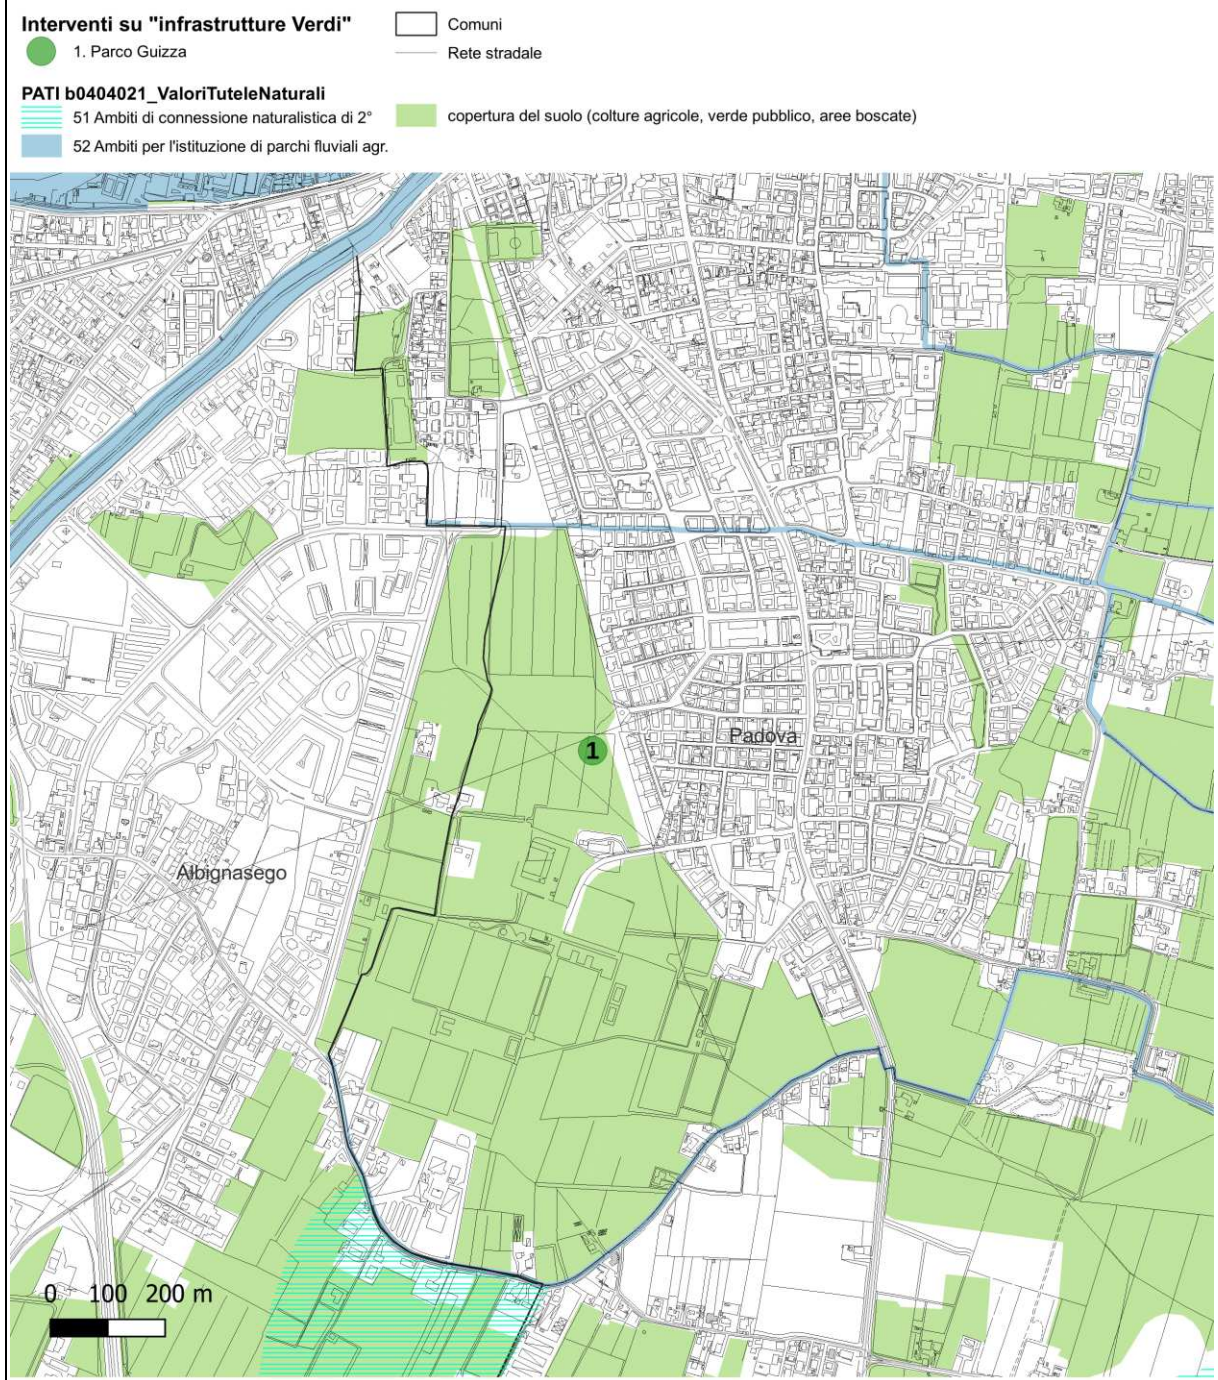 Interventi su "infrastrutture Verdi"
1. Parco Guizza
Comuni
Rete stradale
PATI b0404021_ValoriTuteleNaturali
51 Ambiti di connessione naturalistica di 2°
52 Ambiti per l'istituzione di parchi fluviali agr.
copertura del suolo (colture agricole, verde pubblico, aree boscate)
Padova
1
Albignasego
0 100 200 m